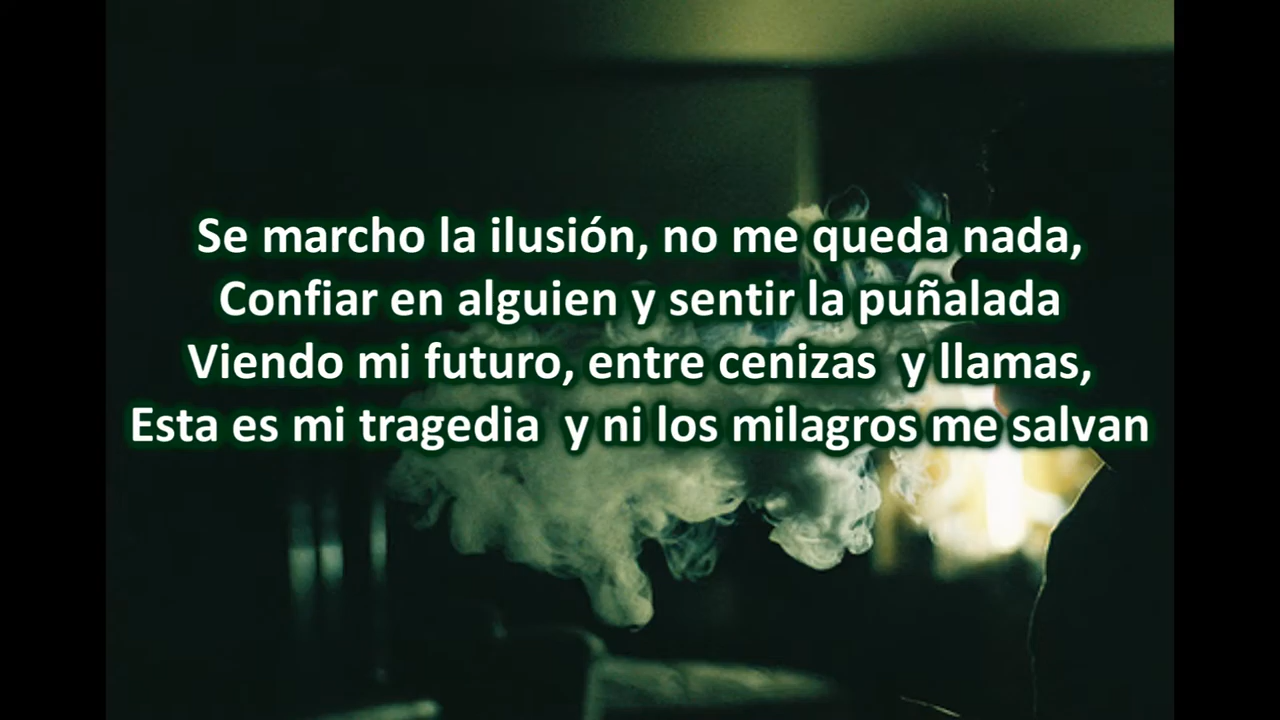 Se marcho la ilusión, no me queda nada,
Confiar en alguien y sentir la puñalada
Viendo mi futuro, entre cenizas  y llamas,
Esta es mi tragedia  y ni los milagros me salvan